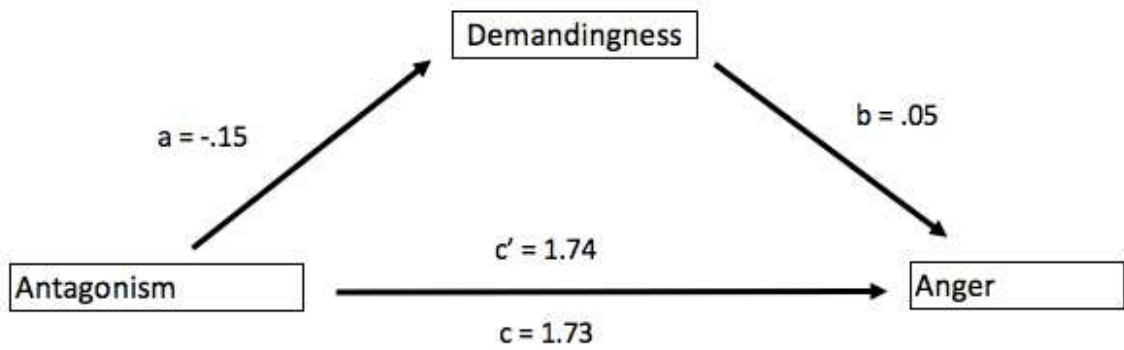 Demandingness
a = -.15
b = .05
c’ = 1.74
Antagonism
Anger
c = 1.73